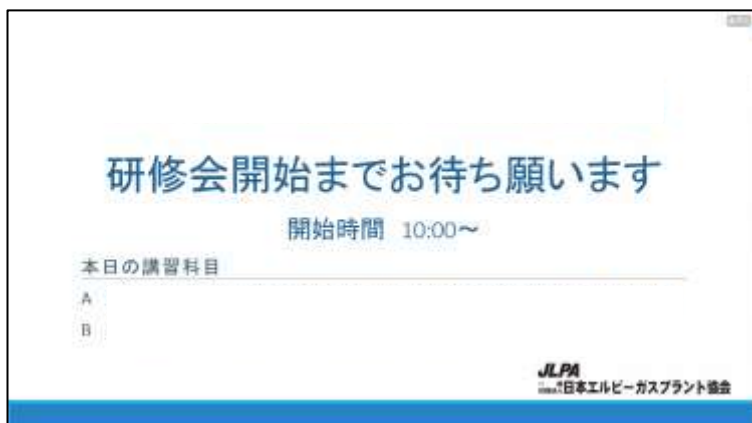 研修会開始までお待ち願います
開始時間 10:00～
本日の講習科目
A
B
JLPA
日本エルピーガスプラント協会